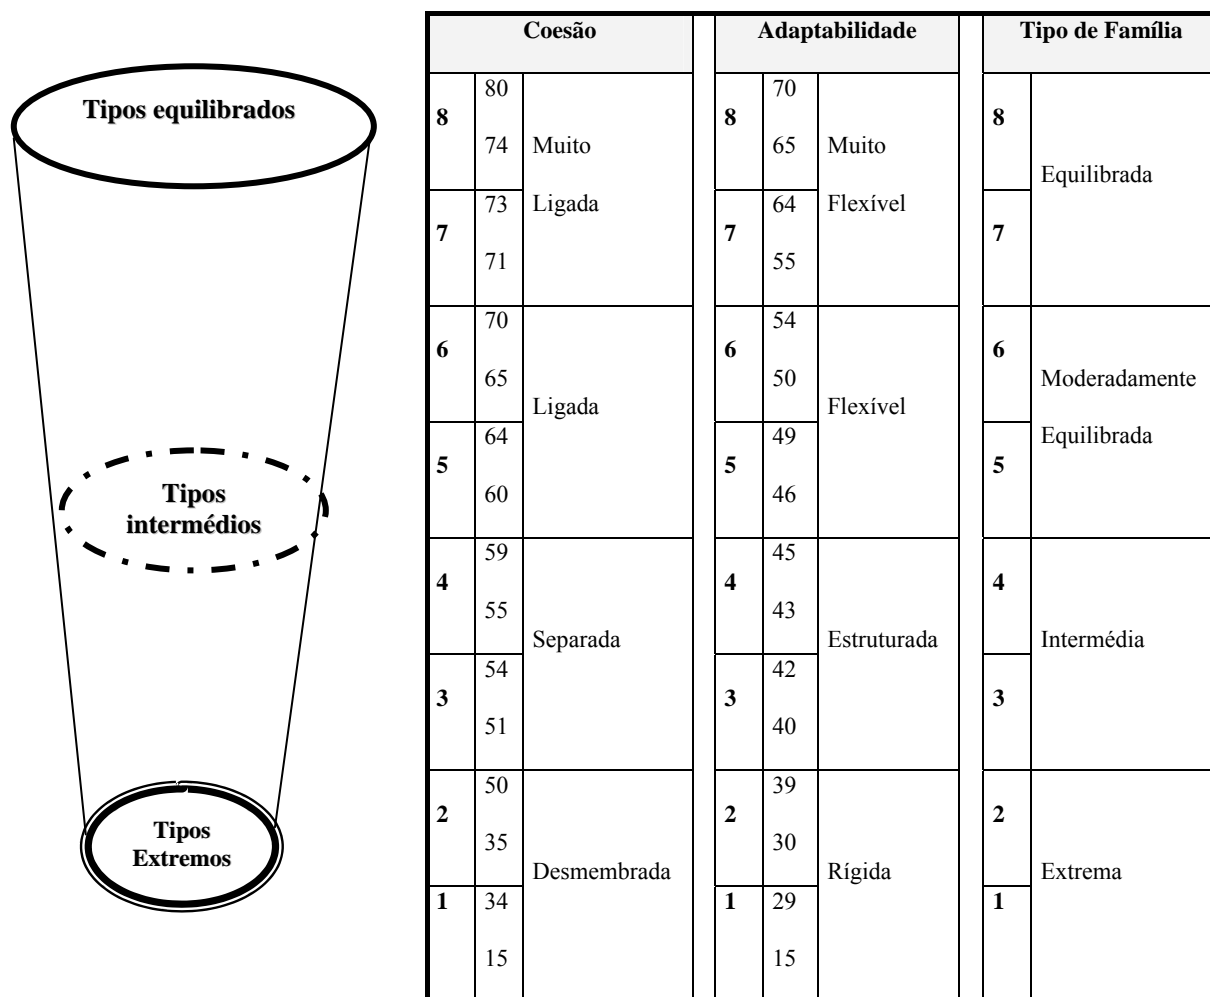 Coesão Adaptabilidade Tipo de Família
Tipos equilibrados
80 70
8 8 8
74 Muito 65 Muito
Equilibrada
73 Ligada 64 Flexível
7 7 7
71 55
70 54
6 6 6
65 50 Moderadamente
Ligada Flexível
64 49 Equilibrada
5 5 5
60 46
Tipos
intermédios
59 45
4 4 4
55 43
Separada Estruturada Intermédia
54 42
3 3 3
51 40
50 39
2 2 2
35 30
Desmembrada Rígida Extrema
1 34 1 29 1
15 15
Tipos
Extremos